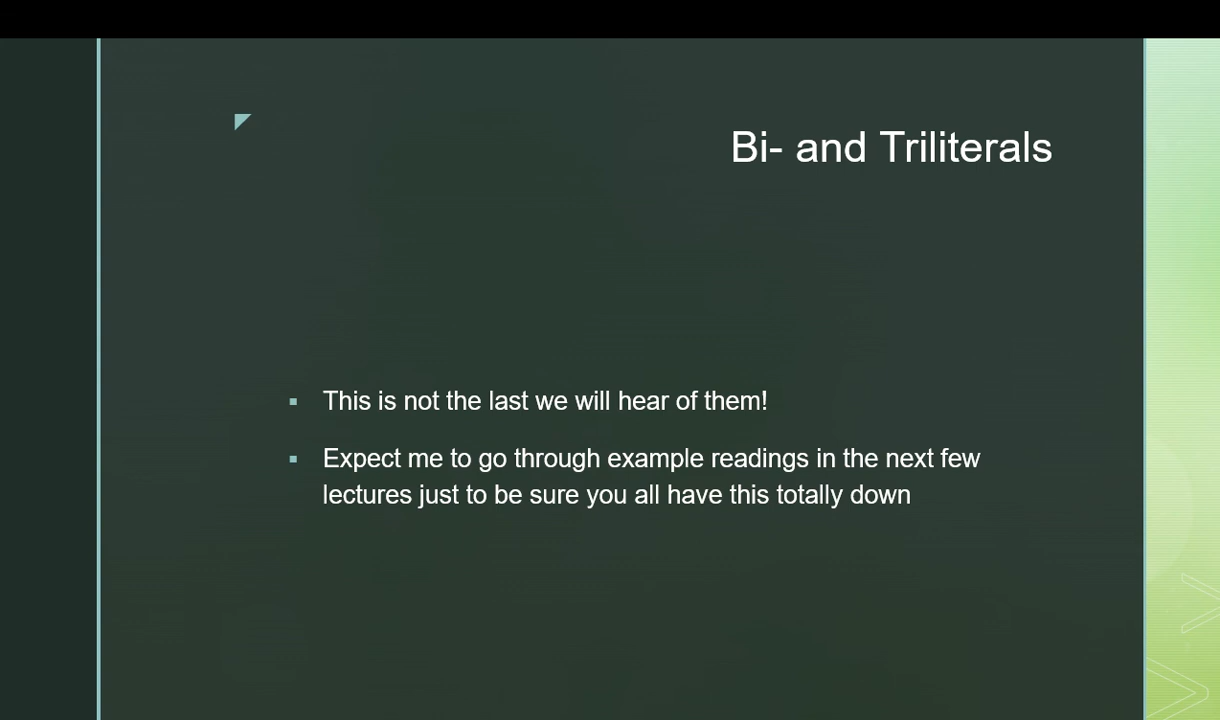 Bi- and Triliterals
▪ This is not the last we will hear of them!
▪ Expect me to go through example readings in the next few
lectures just to be sure you all have this totally down